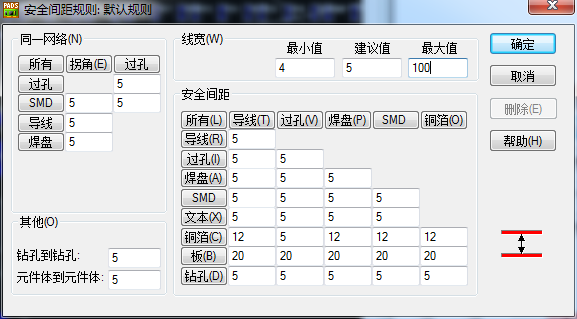 PADS
安全间距规则: 默认规则
同一网络(N)
所有 拐角(E) 过孔
过孔 5
SMD 5 5
导线 5
焊盘 5
其他(O)
钻孔到钻孔: 5
元件体到元件体: 5
线宽(W)
最小值 建议值 最大值
4 5 100
安全间距
所有(L) 导线(T) 过孔(V) 焊盘(P) SMD 铜箔(O)
导线(R) 5
过孔(I) 5 5
焊盘(A) 5 5 5
SMD 5 5 5 5
文本(X) 5 5 5 5
铜箔(C) 12 5 12 12 12
板(B) 20 20 20 20 20
钻孔(D) 5 5 5 5 5
确定
取消
删除(E)
帮助(H)